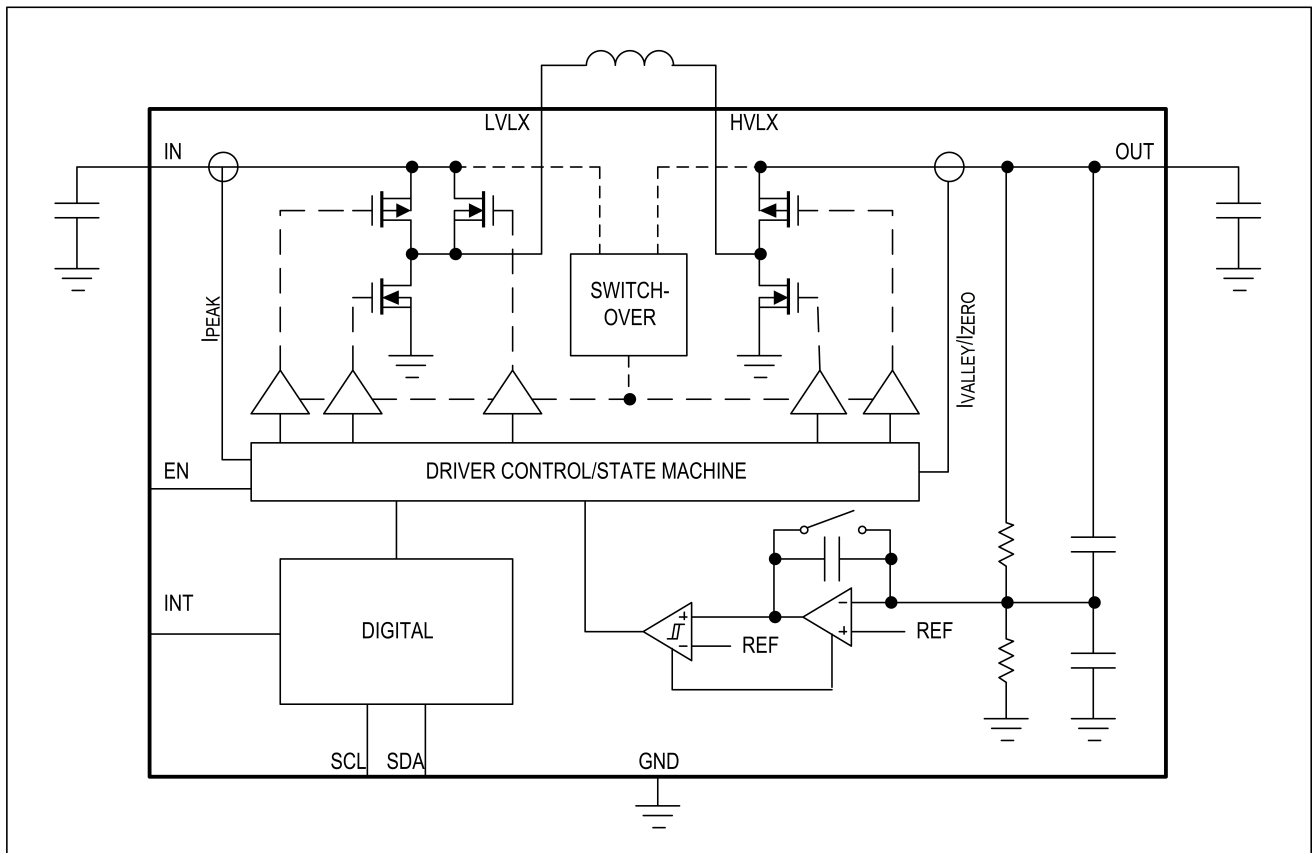 LVLX
HVLX
IN
OUT
SWITCH-
OVER
IPEAK
IVALLEY/IZERO
DRIVER CONTROL/STATE MACHINE
EN
INT
DIGITAL
+
−
REF
−
+
REF
SCL
SDA
GND